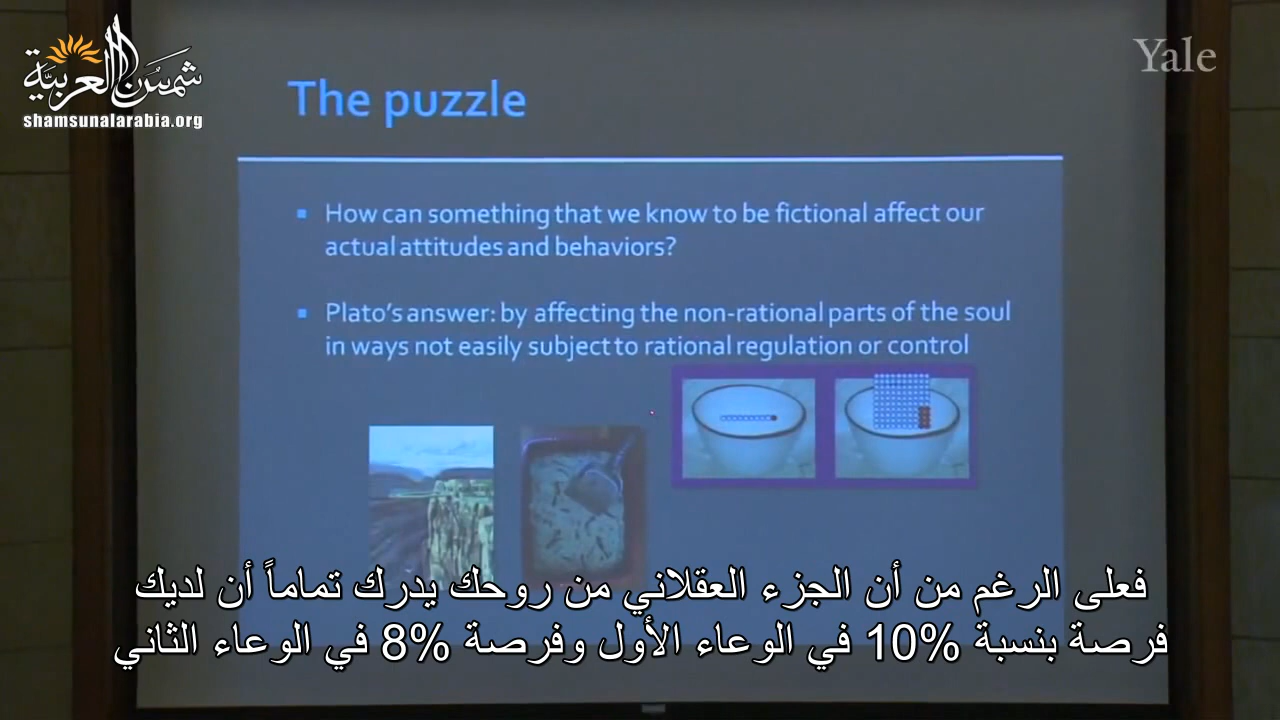 شمس العربية
shamsunalarabia.org
Yale
The puzzle
How can something that we know to be fictional affect our
actual attitudes and behaviors?
Plato's answer: by affecting the non-rational parts of the soul
in ways not easily subject to rational regulation or control
فعلى الرغم من أن الجزء العقلاني من روحك يدرك تماماً أن لديك
فرصة بنسبة 10% في الوعاء الأول وفرصة 8% في الوعاء الثاني